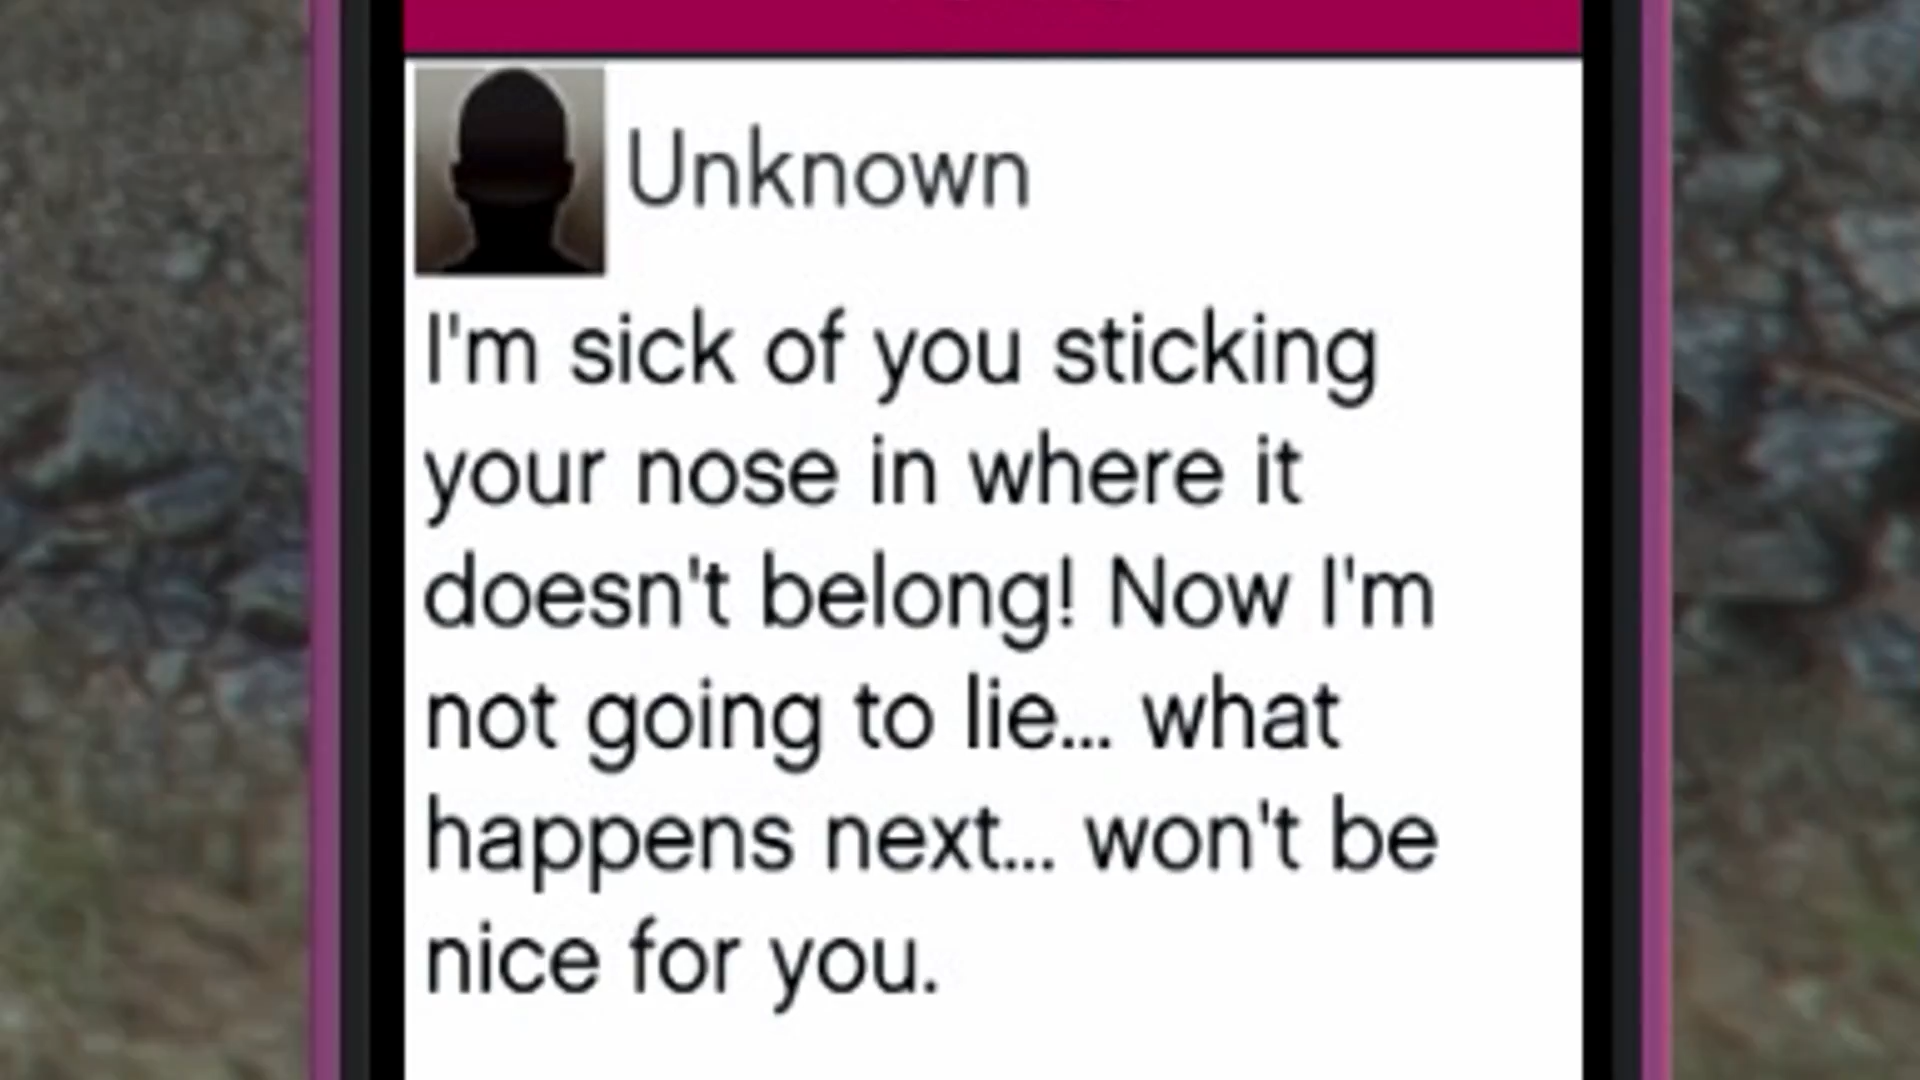 Unknown
I'm sick of you sticking
your nose in where it
doesn't belong! Now I'm
not going to lie... what
happens next... won't be
nice for you.